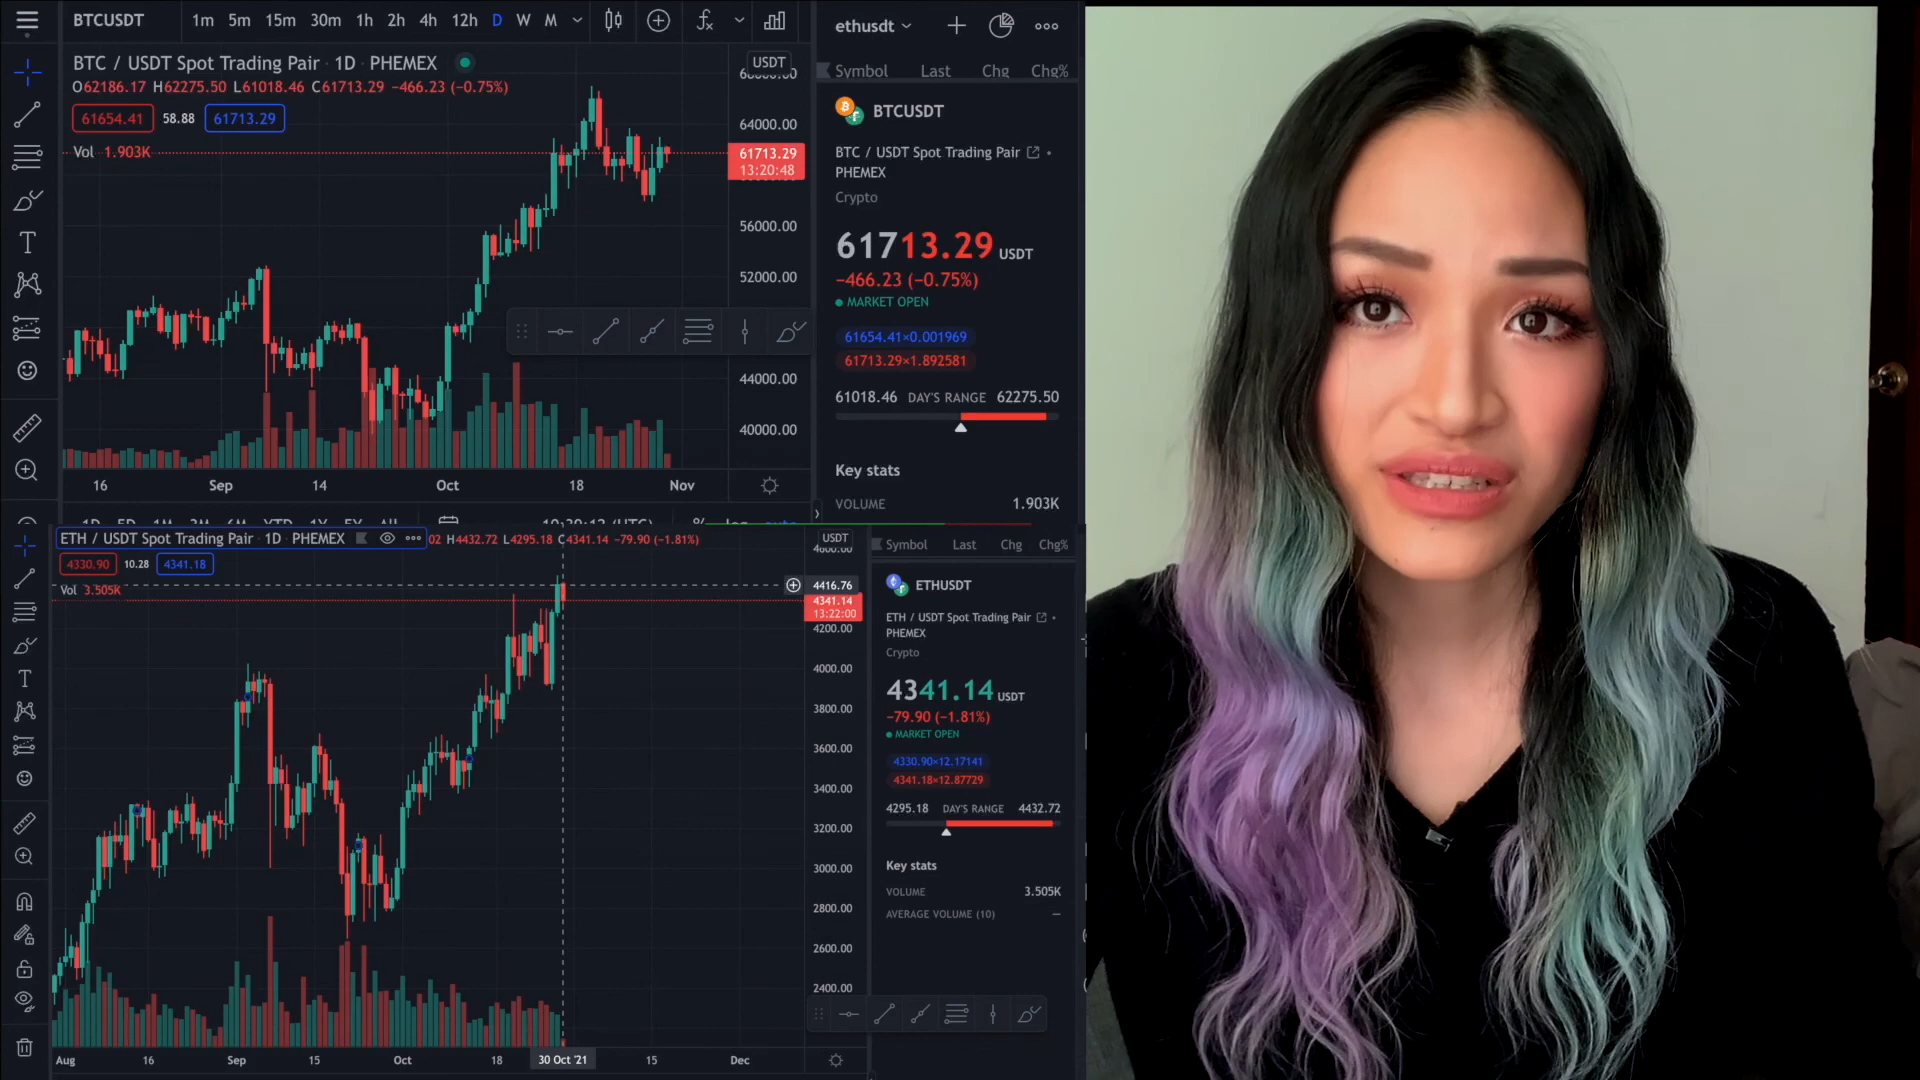 BTCUSDT 1m 5m 15m 30m 1h 2h 4h 12h D W M
BTC / USDT Spot Trading Pair · 1D · PHEMEX
O62186.17 H62275.50 L61018.46 C61713.29 −466.23 (−0.75%)
61654.41 58.88 61713.29
Vol 1.903K
USDT
64000.00
61713.29
13:20:48
56000.00
52000.00
44000.00
40000.00
16 Sep 14 Oct 18 Nov
ethusdt
Symbol Last Chg Chg%
BTCUSDT
BTC / USDT Spot Trading Pair •
PHEMEX
Crypto
61713.29 USDT
−466.23 (−0.75%)
MARKET OPEN
61654.41×0.001969
61713.29×1.892581
61018.46 DAY'S RANGE 62275.50
Key stats
VOLUME 1.903K
ETH / USDT Spot Trading Pair · 1D · PHEMEX 02 H4432.72 L4295.18 C4341.14 −79.90 (−1.81%)
4330.90 10.28 4341.18
Vol 3.505K
USDT
4416.76
4341.14
13:22:00
4200.00
4000.00
3800.00
3600.00
3400.00
3200.00
3000.00
2800.00
2600.00
2400.00
Aug 16 Sep 15 Oct 18 30 Oct '21 15 Dec
Symbol Last Chg Chg%
ETHUSDT
ETH / USDT Spot Trading Pair •
PHEMEX
Crypto
4341.14 USDT
−79.90 (−1.81%)
MARKET OPEN
4330.90×12.17141
4341.18×12.87729
4295.18 DAY'S RANGE 4432.72
Key stats
VOLUME 3.505K
AVERAGE VOLUME (10) —